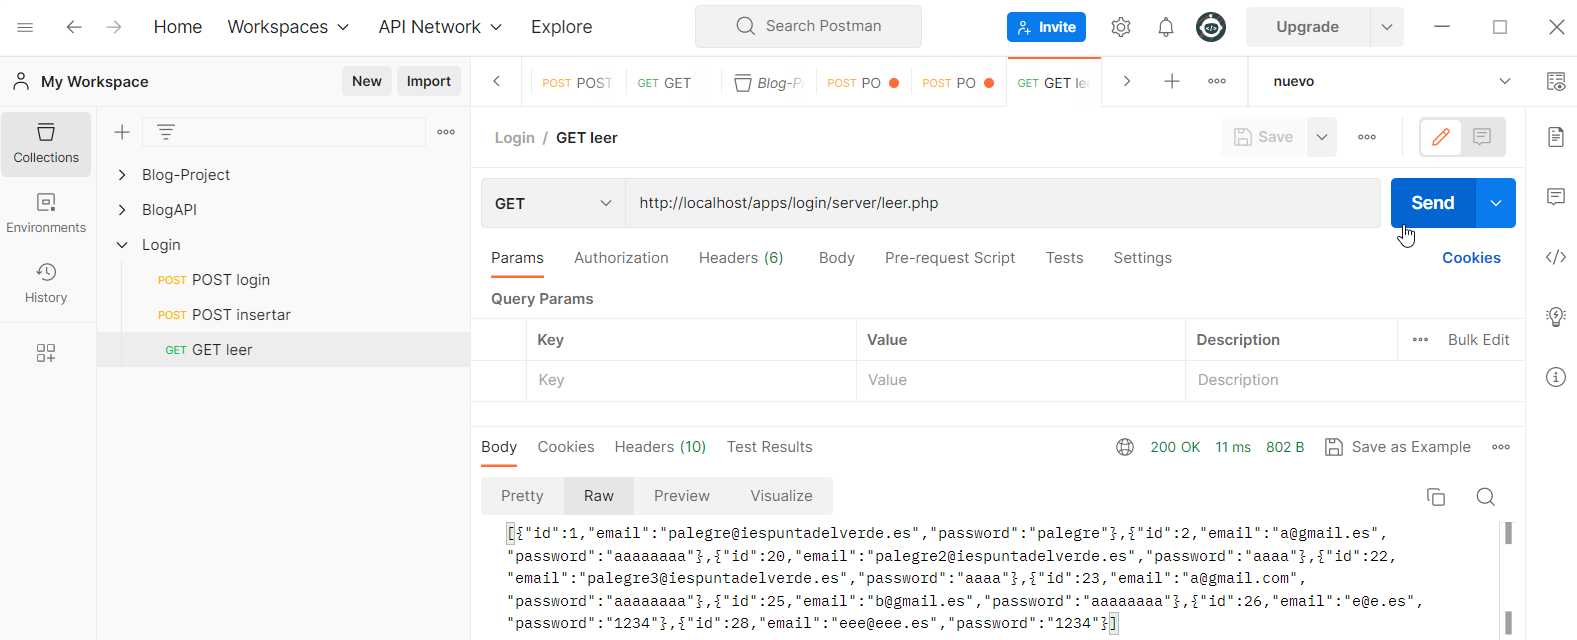 Home Workspaces API Network Explore Search Postman Invite Upgrade
My Workspace New Import
POST POST GET GET Blog-P POST PO POST PO GET GET le nuevo
Collections
Environments
History
Blog-Project
BlogAPI
Login
POST POST login
POST POST insertar
GET GET leer
Login / GET leer Save
GET http://localhost/apps/login/server/leer.php Send
Params Authorization Headers (6) Body Pre-request Script Tests Settings Cookies
Query Params
Key Value Description Bulk Edit
Key Value Description
Body Cookies Headers (10) Test Results 200 OK 11 ms 802 B Save as Example
Pretty Raw Preview Visualize
[{"id":1,"email":"palegre@iespuntadelverde.es","password":"palegre"},{"id":2,"email":"a@gmail.es",
"password":"aaaaaaaa"},{"id":20,"email":"palegre2@iespuntadelverde.es","password":"aaaa"},{"id":22,
"email":"palegre3@iespuntadelverde.es","password":"aaaa"},{"id":23,"email":"a@gmail.com",
"password":"aaaaaaaa"},{"id":25,"email":"b@gmail.es","password":"aaaaaaaa"},{"id":26,"email":"e@e.es",
"password":"1234"},{"id":28,"email":"eee@eee.es","password":"1234"}]